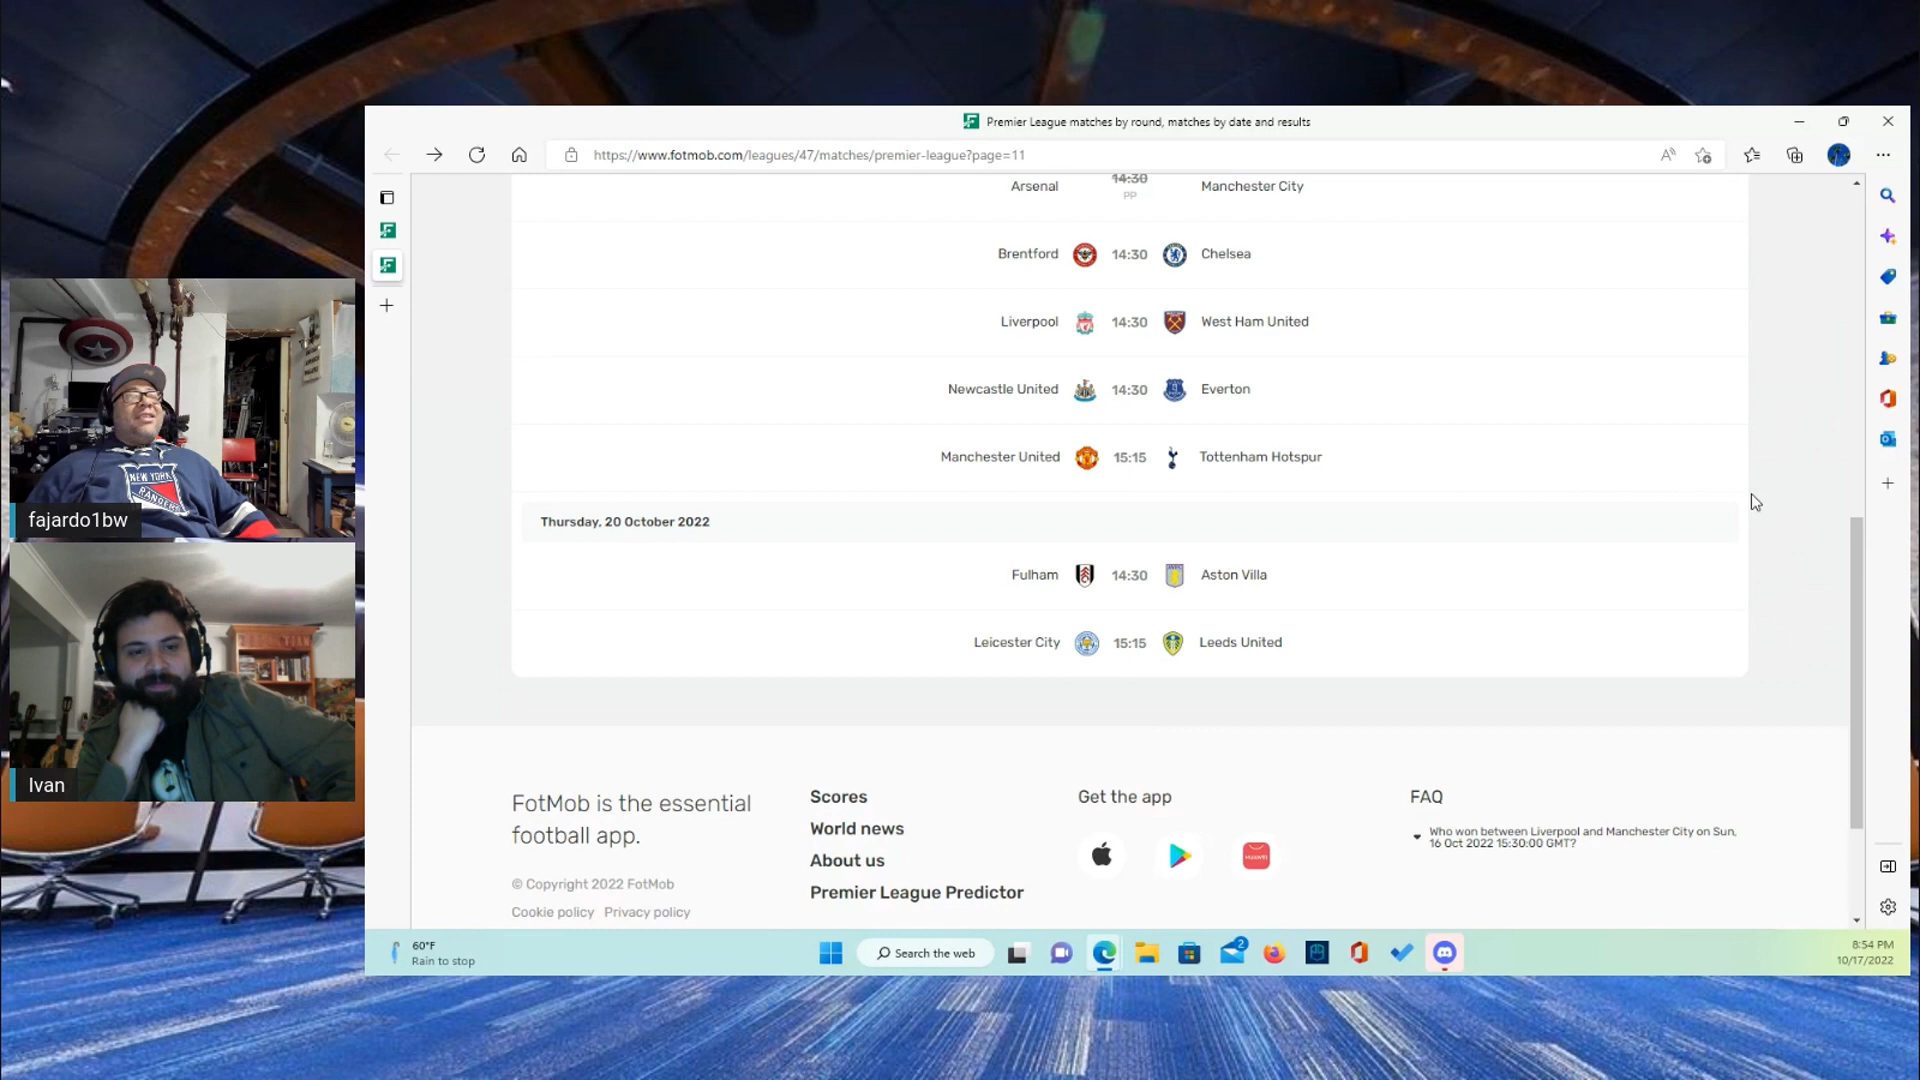 Premier League matches by round, matches by date and results
https://www.fotmob.com/leagues/47/matches/premier-league?page=11
Arsenal 14:30 Manchester City
PP
Brentford 14:30 Chelsea
Liverpool 14:30 West Ham United
Newcastle United 14:30 Everton
Manchester United 15:15 Tottenham Hotspur
Thursday, 20 October 2022
Fulham 14:30 Aston Villa
Leicester City 15:15 Leeds United
NEW YORK
RANGERS
fajardo1bw
Ivan
FotMob is the essential
football app.
© Copyright 2022 FotMob
Cookie policy Privacy policy
Scores
World news
About us
Premier League Predictor
Get the app
HUAWEI
FAQ
Who won between Liverpool and Manchester City on Sun,
16 Oct 2022 15:30:00 GMT?
60°F
Rain to stop
Search the web
2
8:54 PM
10/17/2022